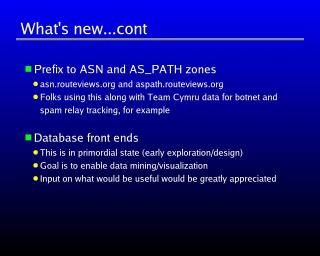 What's new...cont
Prefix to ASN and AS_PATH zones
asn.routeviews.org and aspath.routeviews.org
Folks using this along with Team Cymru data for botnet and
spam relay tracking, for example
Database front ends
This is in primordial state (early exploration/design)
Goal is to enable data mining/visualization
Input on what would be useful would be greatly appreciated